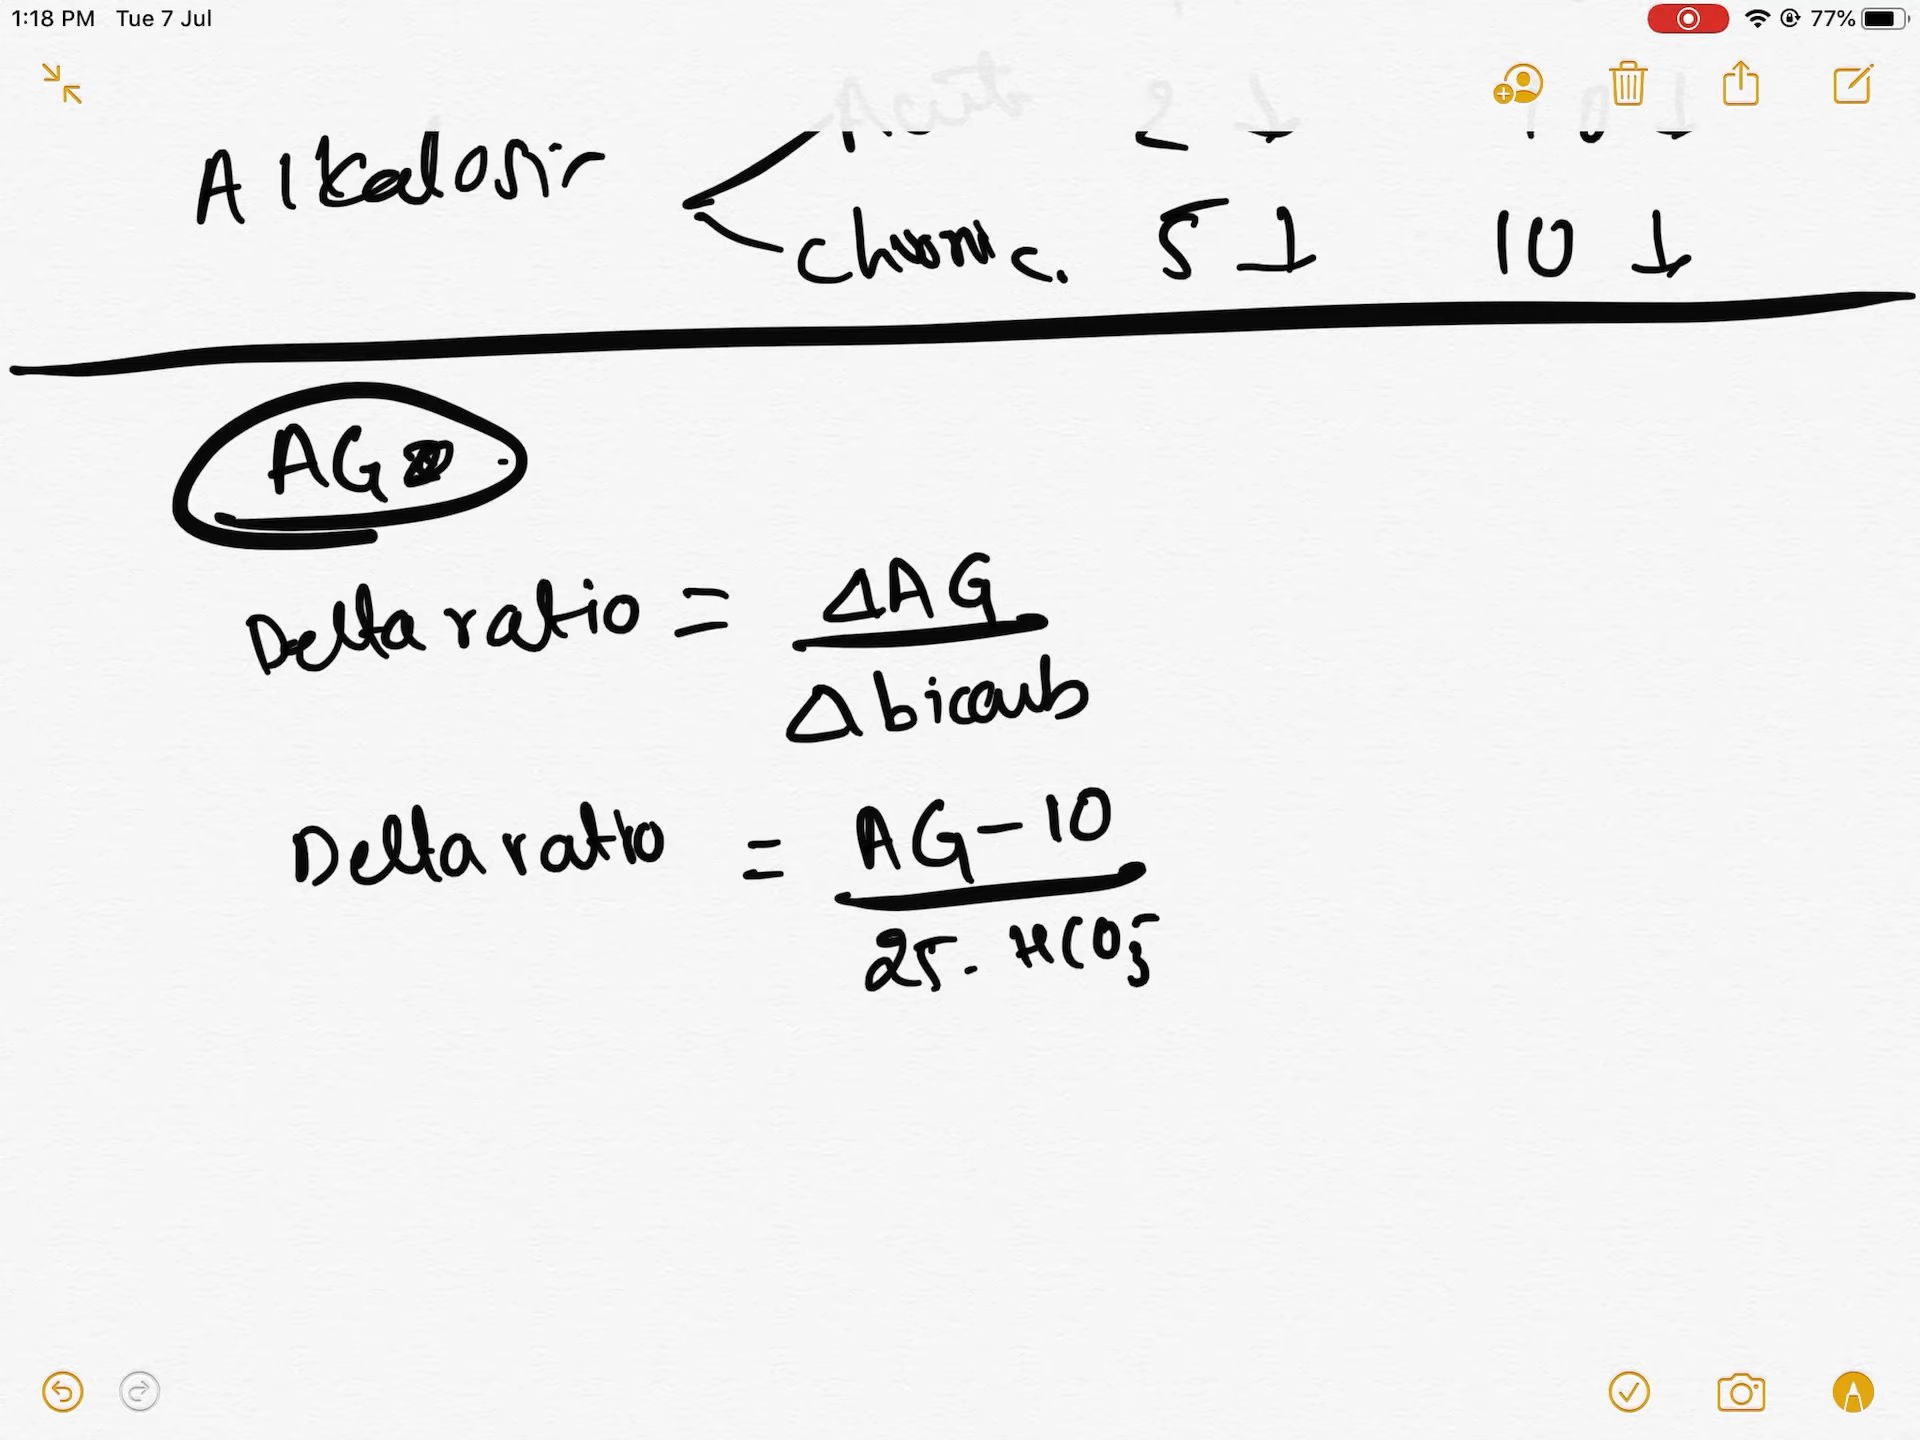 1:18 PM Tue 7 Jul 77%
Alkalosis
chronic. 5 ↓ 10 ↓
AG
Delta ratio = ΔAG
Δbicarb
Delta ratio = AG-10
25- HCO3-